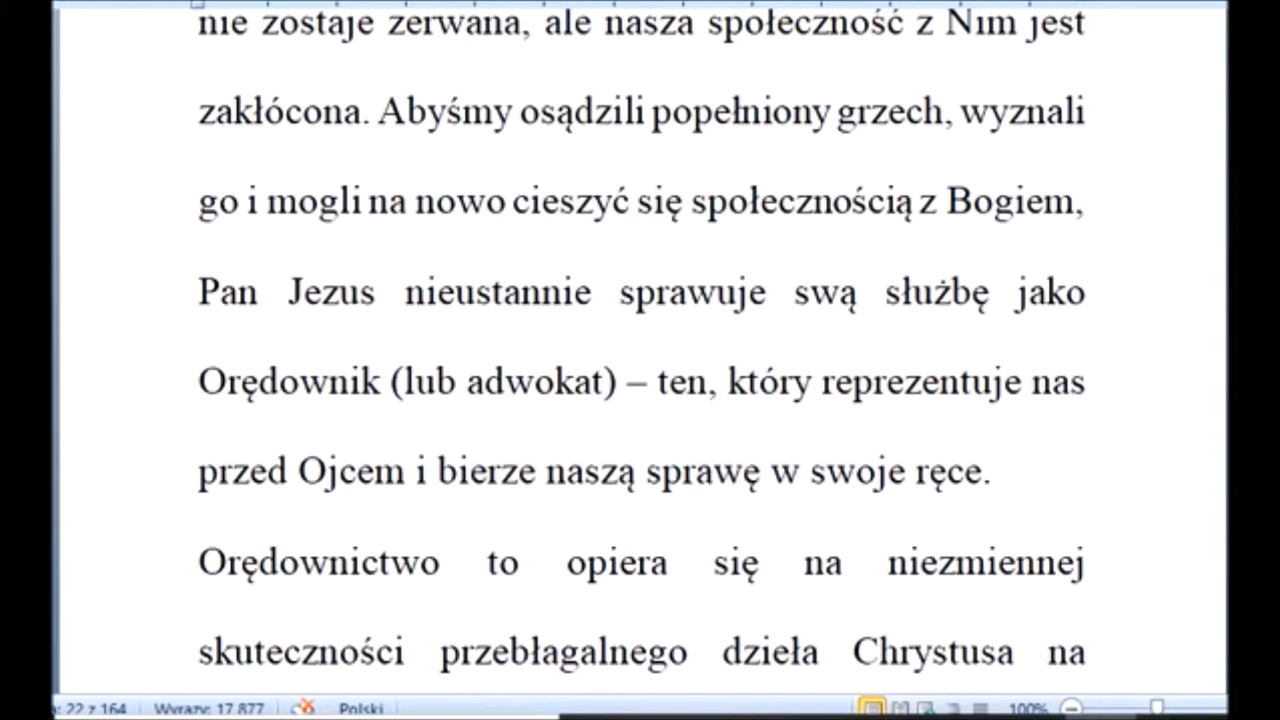 nie zostaje zerwana, ale nasza społeczność z Nim jest
zakłócona. Abyśmy osądzili popełniony grzech, wyznali
go i mogli na nowo cieszyć się społecznością z Bogiem,
Pan Jezus nieustannie sprawuje swą służbę jako
Orędownik (lub adwokat) – ten, który reprezentuje nas
przed Ojcem i bierze naszą sprawę w swoje ręce.
Orędownictwo to opiera się na niezmiennej
skuteczności przebłagalnego dzieła Chrystusa na
: 22 z 164 Wyrazy: 17 877 Polski 100%